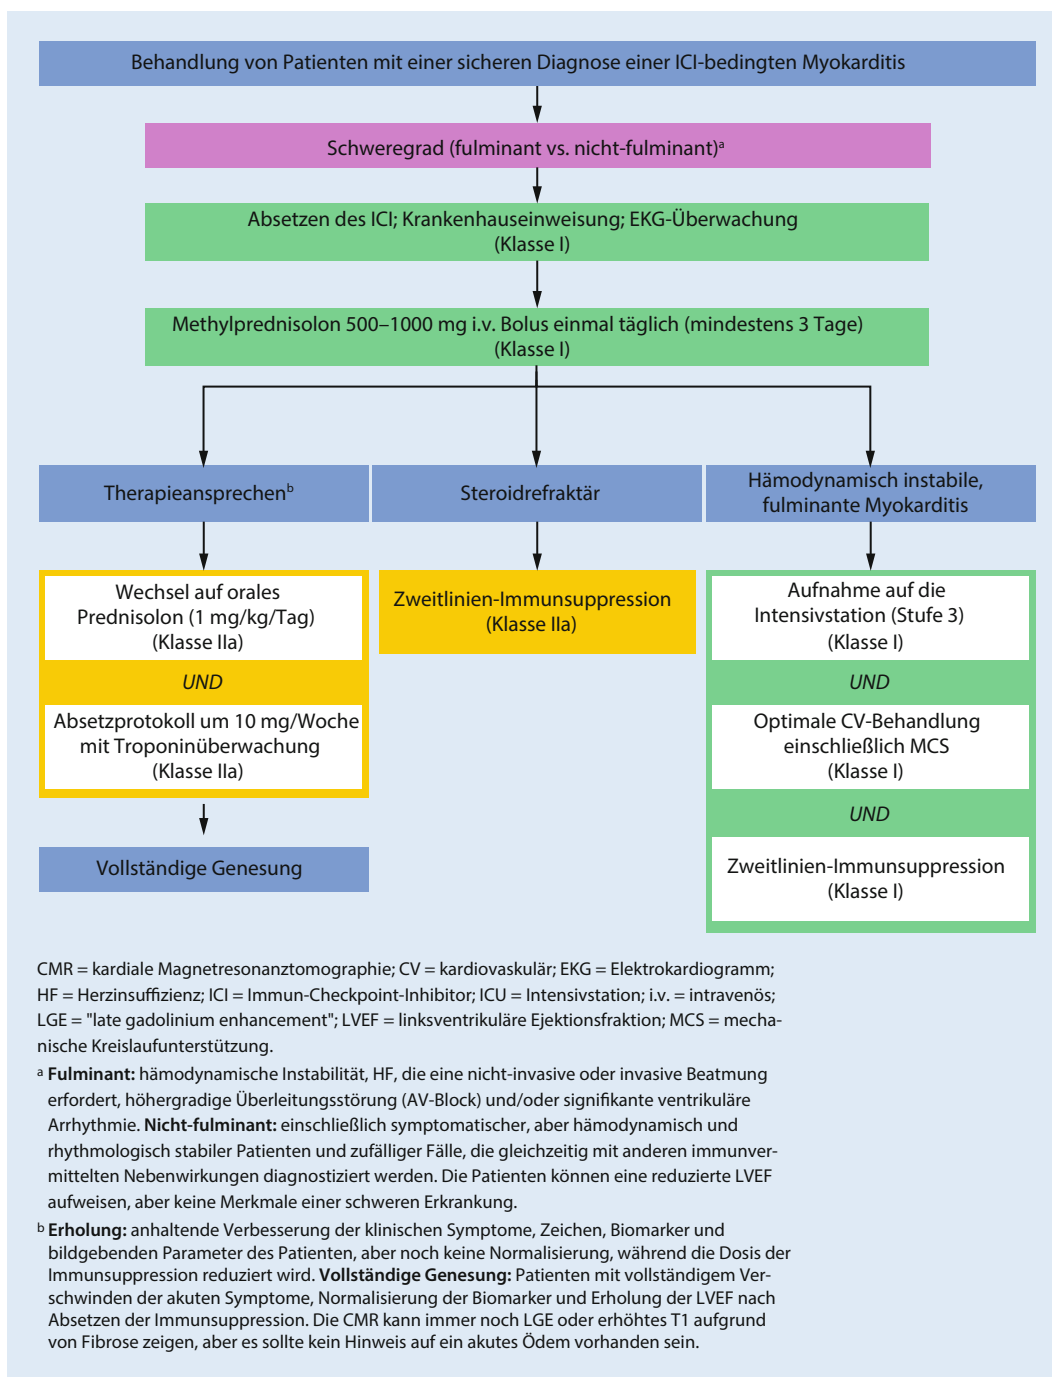 Behandlung von Patienten mit einer sicheren Diagnose einer ICI-bedingten Myokarditis
Schweregrad (fulminant vs. nicht-fulminant)ᵃ
Absetzen des ICI; Krankenhauseinweisung; EKG-Überwachung
(Klasse I)
Methylprednisolon 500–1000 mg i.v. Bolus einmal täglich (mindestens 3 Tage)
(Klasse I)
Therapieansprechenᵇ
Wechsel auf orales
Prednisolon (1 mg/kg/Tag)
(Klasse IIa)
UND
Absetzprotokoll um 10 mg/Woche
mit Troponinüberwachung
(Klasse IIa)
Vollständige Genesung
Steroidrefraktär
Zweitlinien-Immunsuppression
(Klasse IIa)
Hämodynamisch instabile,
fulminante Myokarditis
Aufnahme auf die
Intensivstation (Stufe 3)
(Klasse I)
UND
Optimale CV-Behandlung
einschließlich MCS
(Klasse I)
UND
Zweitlinien-Immunsuppression
(Klasse I)
CMR = kardiale Magnetresonanztomographie; CV = kardiovaskulär; EKG = Elektrokardiogramm;
HF = Herzinsuffizienz; ICI = Immun-Checkpoint-Inhibitor; ICU = Intensivstation; i.v. = intravenös;
LGE = "late gadolinium enhancement"; LVEF = linksventrikuläre Ejektionsfraktion; MCS = mecha-
nische Kreislaufunterstützung.
ᵃ Fulminant: hämodynamische Instabilität, HF, die eine nicht-invasive oder invasive Beatmung
erfordert, höhergradige Überleitungsstörung (AV-Block) und/oder signifikante ventrikuläre
Arrhythmie. Nicht-fulminant: einschließlich symptomatischer, aber hämodynamisch und
rhythmologisch stabiler Patienten und zufälliger Fälle, die gleichzeitig mit anderen immunver-
mittelten Nebenwirkungen diagnostiziert werden. Die Patienten können eine reduzierte LVEF
aufweisen, aber keine Merkmale einer schweren Erkrankung.
ᵇ Erholung: anhaltende Verbesserung der klinischen Symptome, Zeichen, Biomarker und
bildgebenden Parameter des Patienten, aber noch keine Normalisierung, während die Dosis der
Immunsuppression reduziert wird. Vollständige Genesung: Patienten mit vollständigem Ver-
schwinden der akuten Symptome, Normalisierung der Biomarker und Erholung der LVEF nach
Absetzen der Immunsuppression. Die CMR kann immer noch LGE oder erhöhtes T1 aufgrund
von Fibrose zeigen, aber es sollte kein Hinweis auf ein akutes Ödem vorhanden sein.